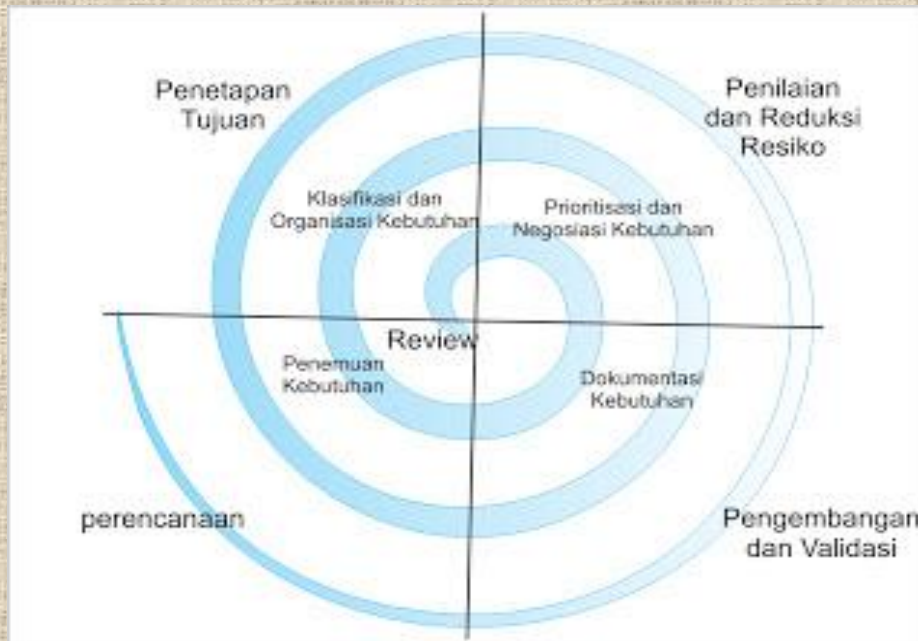 Penetapan
Tujuan
Penilaian
dan Reduksi
Resiko
Klasifikasi dan
Organisasi Kebutuhan
Prioritisasi dan
Negosiasi Kebutuhan
Review
Penemuan
Kebutuhan
Dokumentasi
Kebutuhan
perencanaan
Pengembangan
dan Validasi